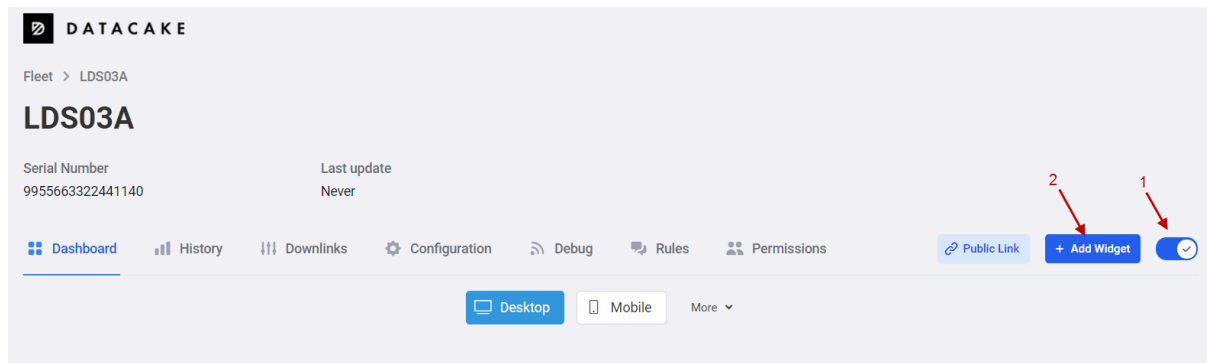 DATACAKE
Fleet > LDS03A
LDS03A
Serial Number Last update
9955663322441140 Never
2 1
Dashboard History Downlinks Configuration Debug Rules Permissions Public Link + Add Widget
Desktop Mobile More